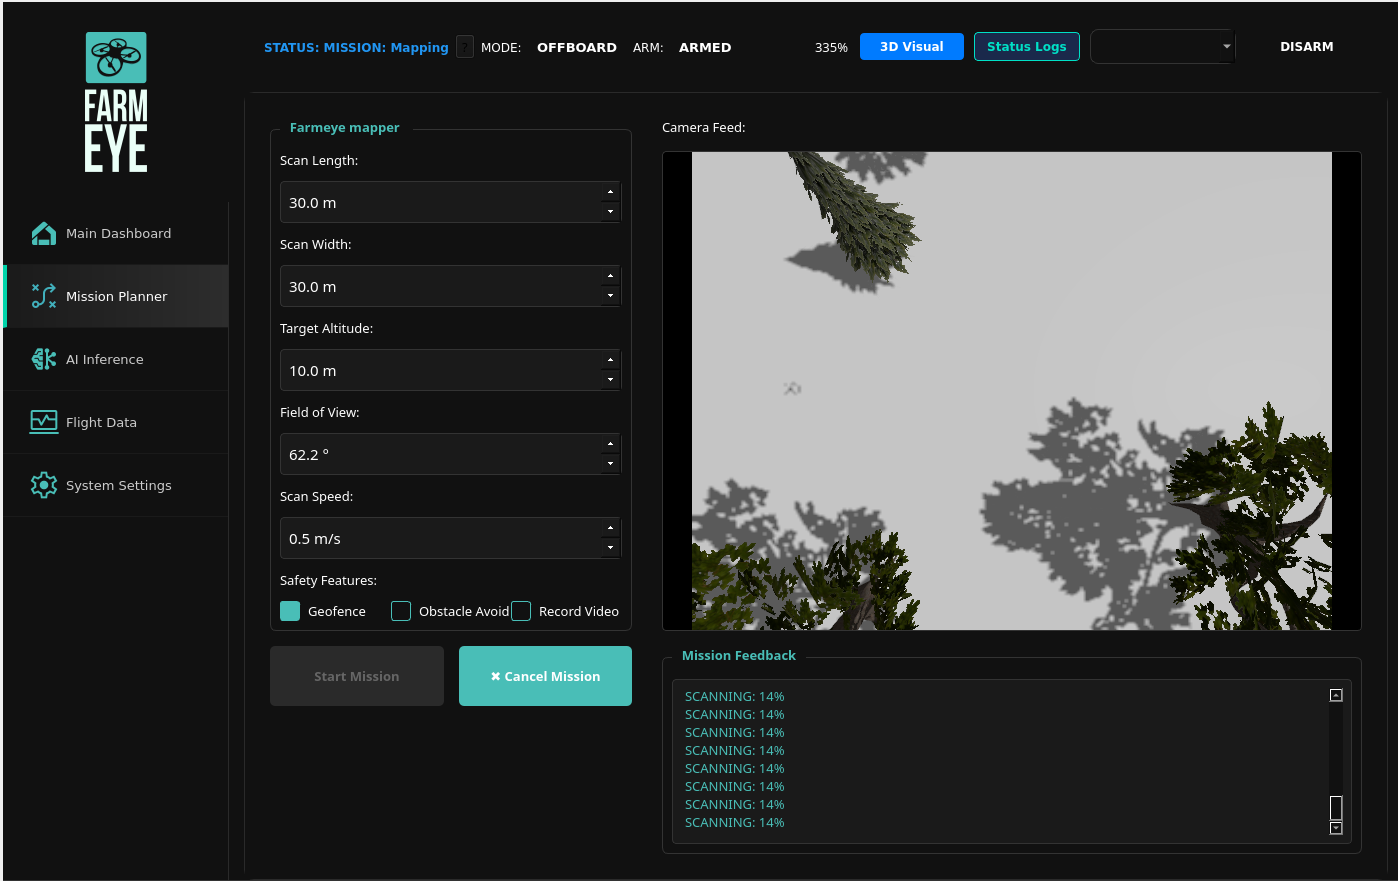 FARM
EYE
STATUS: MISSION: Mapping ? MODE: OFFBOARD ARM: ARMED 335% 3D Visual Status Logs DISARM
Main Dashboard
Mission Planner
AI Inference
Flight Data
System Settings
Farmeye mapper
Scan Length:
30.0 m
Scan Width:
30.0 m
Target Altitude:
10.0 m
Field of View:
62.2 °
Scan Speed:
0.5 m/s
Safety Features:
Geofence Obstacle Avoid Record Video
Start Mission ✖ Cancel Mission
Camera Feed:
Mission Feedback
SCANNING: 14%
SCANNING: 14%
SCANNING: 14%
SCANNING: 14%
SCANNING: 14%
SCANNING: 14%
SCANNING: 14%
SCANNING: 14%